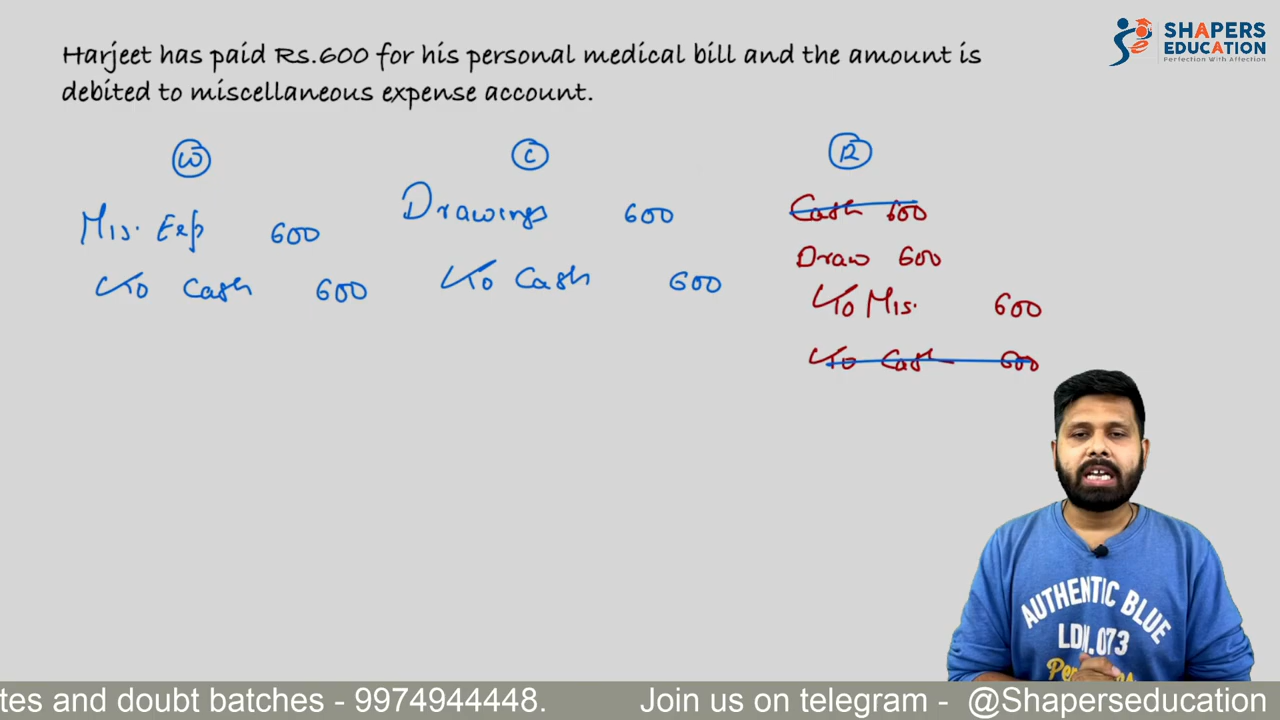 Harjeet has paid Rs.600 for his personal medical bill and the amount is
debited to miscellaneous expense account.
SHAPERS
EDUCATION
Perfection With Affection
W
C
R
Mis. Exp 600
To Cash 600
Drawings 600
To Cash 600
Cash 600
Draw 600
To Mis. 600
To Cash 600
AUTHENTIC BLUE
LDN.073
tes and doubt batches - 9974944448. Join us on telegram - @Shaperseducation